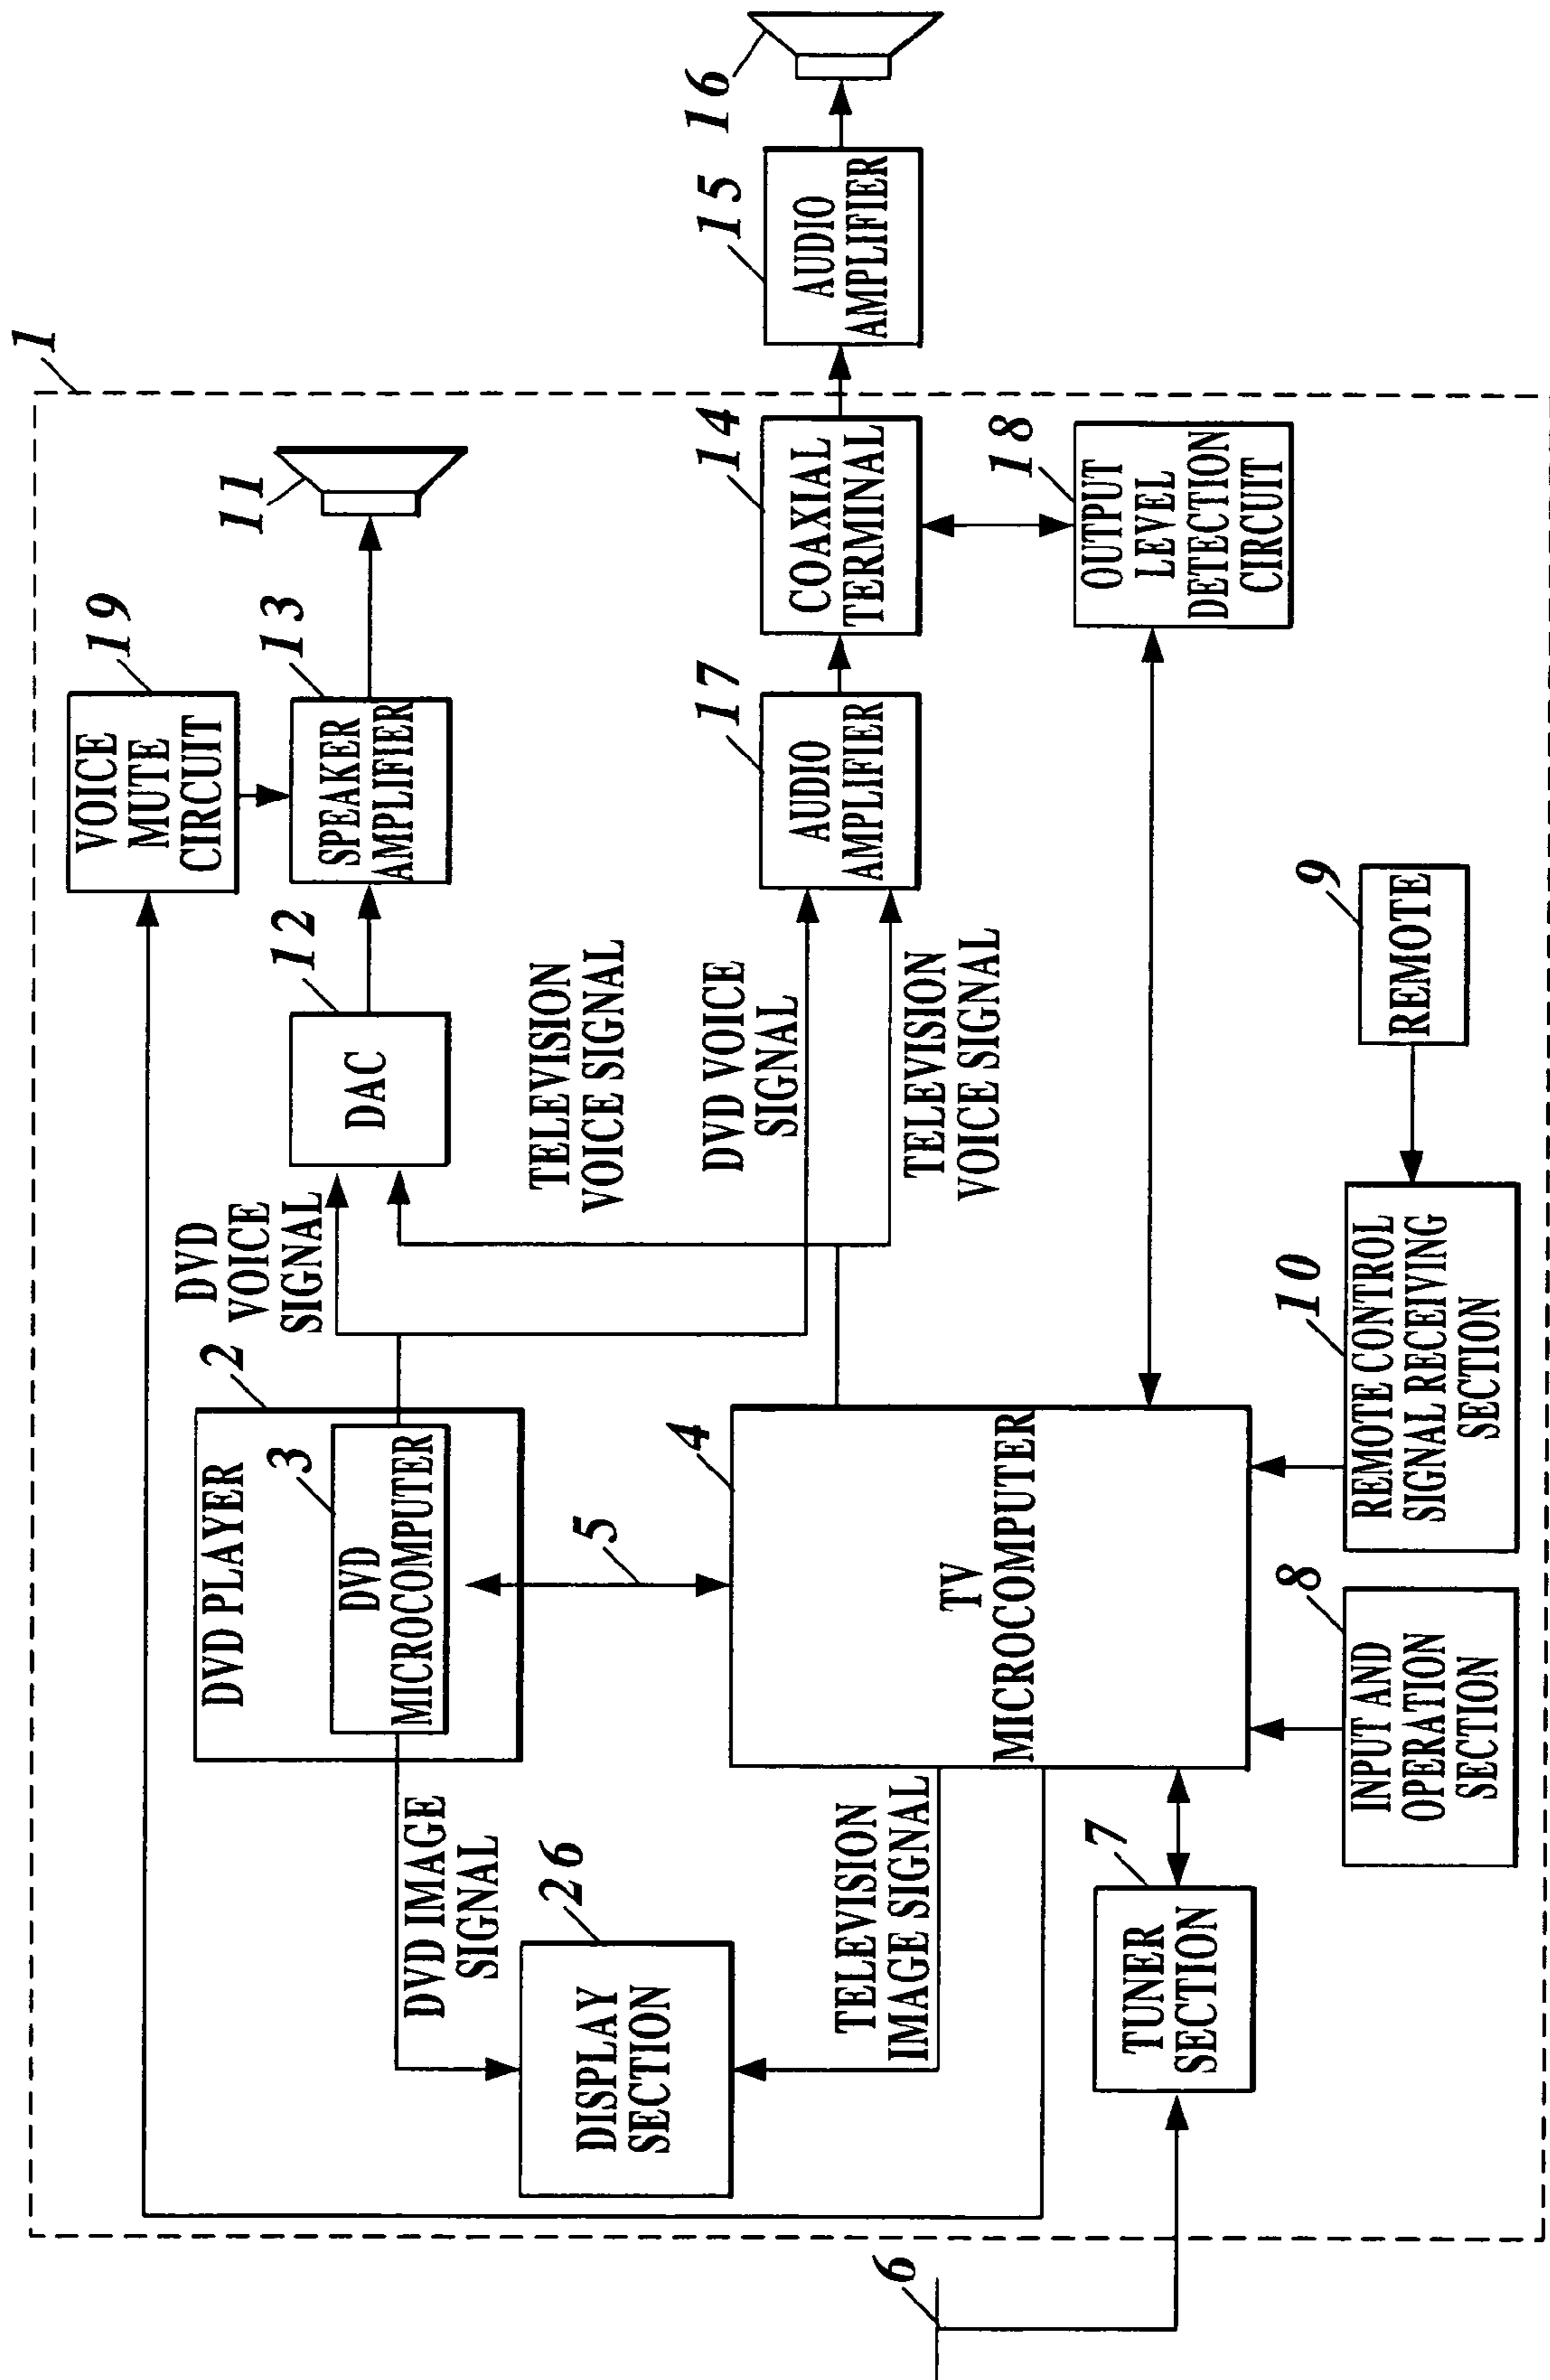 1
VOICE
MUTE
CIRCUIT
19
11
DVD
VOICE
SIGNAL
DVD PLAYER
2
3
DVD
MICROCOMPUTER
12
DAC
13
SPEAKER
AMPLIFIER
DVD IMAGE
SIGNAL
26
DISPLAY
SECTION
5
TELEVISION
VOICE SIGNAL
DVD VOICE
SIGNAL
4
TV
MICROCOMPUTER
17
AUDIO
AMPLIFIER
14
COAXIAL
TERMINAL
15
AUDIO
AMPLIFIER
16
TELEVISION
IMAGE SIGNAL
TELEVISION
VOICE SIGNAL
6
7
TUNER
SECTION
18
OUTPUT
LEVEL
DETECTION
CIRCUIT
8
INPUT AND
OPERATION
SECTION
10
REMOTE CONTROL
SIGNAL RECEIVING
SECTION
9
REMOTE